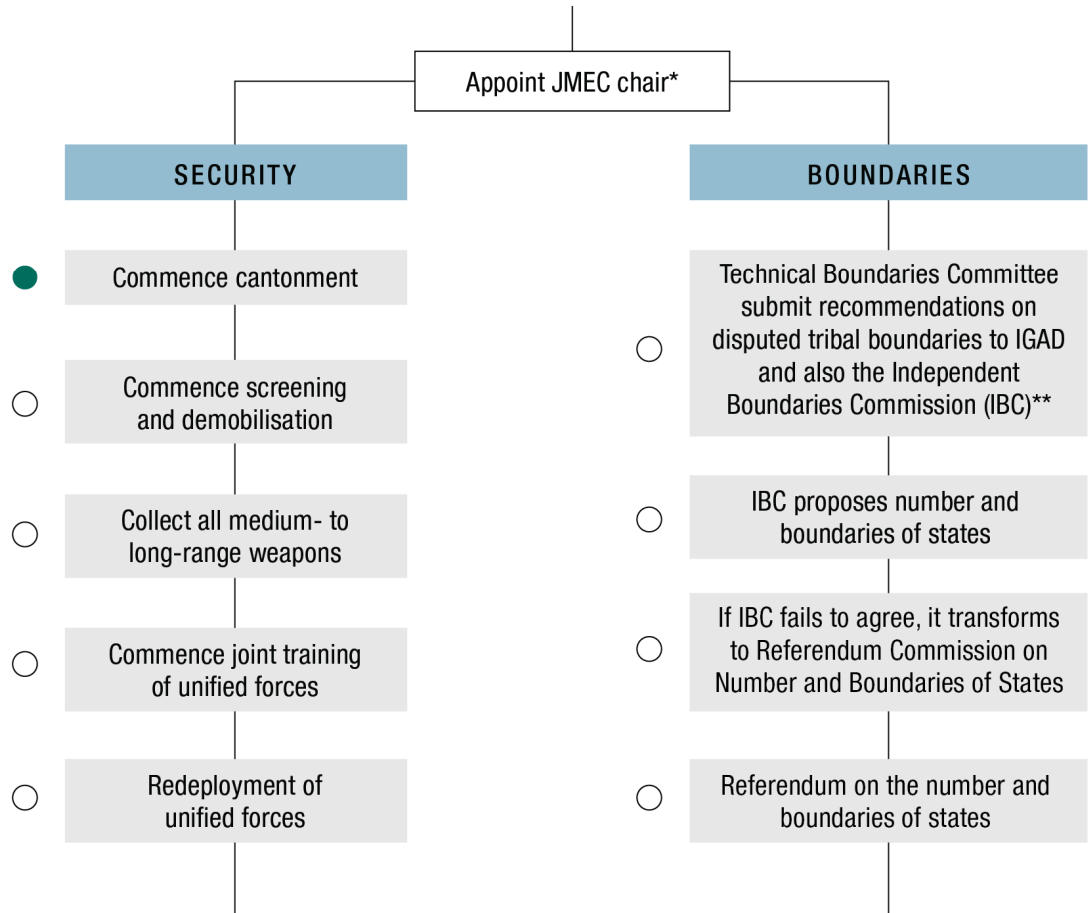 Appoint JMEC chair*
SECURITY
Commence cantonment
Commence screening
and demobilisation
Collect all medium- to
long-range weapons
Commence joint training
of unified forces
Redeployment of
unified forces
BOUNDARIES
Technical Boundaries Committee
submit recommendations on
disputed tribal boundaries to IGAD
and also the Independent
Boundaries Commission (IBC)**
IBC proposes number and
boundaries of states
If IBC fails to agree, it transforms
to Referendum Commission on
Number and Boundaries of States
Referendum on the number and
boundaries of states